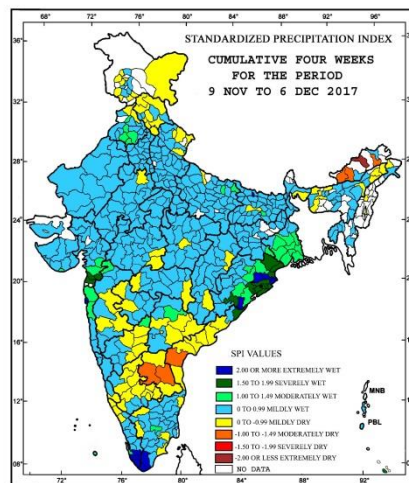 72° 76° 80° 84° 88° 92° 96°
STANDARDIZED PRECIPITATION INDEX
CUMULATIVE FOUR WEEKS
FOR THE PERIOD
9 NOV TO 6 DEC 2017
36°
32°
28°
24°
20°
16°
12°
08°
SPI VALUES
2.00 OR MORE EXTREMELY WET
1.50 TO 1.99 SEVERELY WET
1.00 TO 1.49 MODERATELY WET
0 TO 0.99 MILDLY WET
0 TO -0.99 MILDLY DRY
-1.00 TO -1.49 MODERATELY DRY
-1.50 TO -1.99 SEVERELY DRY
-2.00 OR LESS EXTREMELY DRY
NO DATA
MNB
PBL
72° 76° 80° 84° 88° 92°